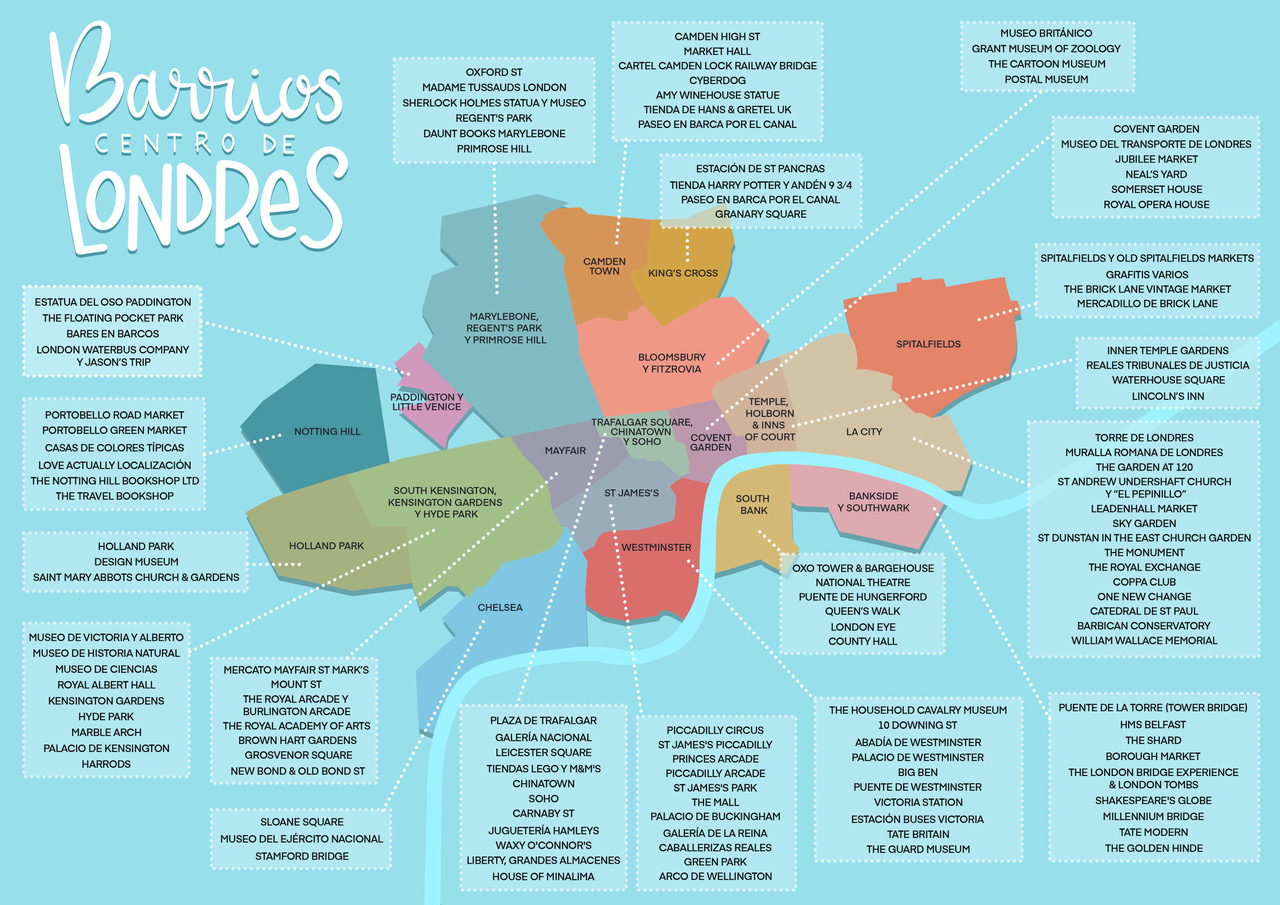 Barrios
CENTRO DE
LONDRES
OXFORD ST
MADAME TUSSAUDS LONDON
SHERLOCK HOLMES STATUA Y MUSEO
REGENT'S PARK
DAUNT BOOKS MARYLEBONE
PRIMROSE HILL
CAMDEN HIGH ST
MARKET HALL
CARTEL CAMDEN LOCK RAILWAY BRIDGE
CYBERDOG
AMY WINEHOUSE STATUE
TIENDA DE HANS & GRETEL UK
PASEO EN BARCA POR EL CANAL
ESTACIÓN DE ST PANCRAS
TIENDA HARRY POTTER Y ANDÉN 9 3/4
PASEO EN BARCA POR EL CANAL
GRANARY SQUARE
MUSEO BRITÁNICO
GRANT MUSEUM OF ZOOLOGY
THE CARTOON MUSEUM
POSTAL MUSEUM
COVENT GARDEN
MUSEO DEL TRANSPORTE DE LONDRES
JUBILEE MARKET
NEAL'S YARD
SOMERSET HOUSE
ROYAL OPERA HOUSE
SPITALFIELDS Y OLD SPITALFIELDS MARKETS
GRAFITIS VARIOS
THE BRICK LANE VINTAGE MARKET
MERCADILLO DE BRICK LANE
INNER TEMPLE GARDENS
REALES TRIBUNALES DE JUSTICIA
WATERHOUSE SQUARE
LINCOLN'S INN
TORRE DE LONDRES
MURALLA ROMANA DE LONDRES
THE GARDEN AT 120
ST ANDREW UNDERSHAFT CHURCH
Y "EL PEPINILLO"
LEADENHALL MARKET
SKY GARDEN
ST DUNSTAN IN THE EAST CHURCH GARDEN
THE MONUMENT
THE ROYAL EXCHANGE
COPPA CLUB
ONE NEW CHANGE
CATEDRAL DE ST PAUL
BARBICAN CONSERVATORY
WILLIAM WALLACE MEMORIAL
ESTATUA DEL OSO PADDINGTON
THE FLOATING POCKET PARK
BARES EN BARCOS
LONDON WATERBUS COMPANY
Y JASON'S TRIP
PORTOBELLO ROAD MARKET
PORTOBELLO GREEN MARKET
CASAS DE COLORES TÍPICAS
LOVE ACTUALLY LOCALIZACIÓN
THE NOTTING HILL BOOKSHOP LTD
THE TRAVEL BOOKSHOP
HOLLAND PARK
DESIGN MUSEUM
SAINT MARY ABBOTS CHURCH & GARDENS
CAMDEN
TOWN
KING'S CROSS
MARYLEBONE,
REGENT'S PARK
Y PRIMROSE HILL
BLOOMSBURY
Y FITZROVIA
SPITALFIELDS
PADDINGTON Y
LITTLE VENICE
NOTTING HILL
TRAFALGAR SQUARE,
CHINATOWN
Y SOHO
COVENT
GARDEN
TEMPLE,
HOLBORN
& INNS
OF COURT
LA CITY
MAYFAIR
SOUTH KENSINGTON,
KENSINGTON GARDENS
Y HYDE PARK
ST JAMES'S
SOUTH
BANK
BANKSIDE
Y SOUTHWARK
HOLLAND PARK
WESTMINSTER
CHELSEA
OXO TOWER & BARGEHOUSE
NATIONAL THEATRE
PUENTE DE HUNGERFORD
QUEEN'S WALK
LONDON EYE
COUNTY HALL
MUSEO DE VICTORIA Y ALBERTO
MUSEO DE HISTORIA NATURAL
MUSEO DE CIENCIAS
ROYAL ALBERT HALL
KENSINGTON GARDENS
HYDE PARK
MARBLE ARCH
PALACIO DE KENSINGTON
HARRODS
MERCATO MAYFAIR ST MARK'S
MOUNT ST
THE ROYAL ARCADE Y
BURLINGTON ARCADE
THE ROYAL ACADEMY OF ARTS
BROWN HART GARDENS
GROSVENOR SQUARE
NEW BOND & OLD BOND ST
SLOANE SQUARE
MUSEO DEL EJÉRCITO NACIONAL
STAMFORD BRIDGE
PLAZA DE TRAFALGAR
GALERÍA NACIONAL
LEICESTER SQUARE
TIENDAS LEGO Y M&M'S
CHINATOWN
SOHO
CARNABY ST
JUGUETERÍA HAMLEYS
WAXY O'CONNOR'S
LIBERTY, GRANDES ALMACENES
HOUSE OF MINALIMA
PICCADILLY CIRCUS
ST JAMES'S PICCADILLY
PRINCES ARCADE
PICCADILLY ARCADE
ST JAMES'S PARK
THE MALL
PALACIO DE BUCKINGHAM
GALERÍA DE LA REINA
CABALLERIZAS REALES
GREEN PARK
ARCO DE WELLINGTON
THE HOUSEHOLD CAVALRY MUSEUM
10 DOWNING ST
ABADÍA DE WESTMINSTER
PALACIO DE WESTMINSTER
BIG BEN
PUENTE DE WESTMINSTER
VICTORIA STATION
ESTACIÓN BUSES VICTORIA
TATE BRITAIN
THE GUARD MUSEUM
PUENTE DE LA TORRE (TOWER BRIDGE)
HMS BELFAST
THE SHARD
BOROUGH MARKET
THE LONDON BRIDGE EXPERIENCE
& LONDON TOMBS
SHAKESPEARE'S GLOBE
MILLENNIUM BRIDGE
TATE MODERN
THE GOLDEN HINDE